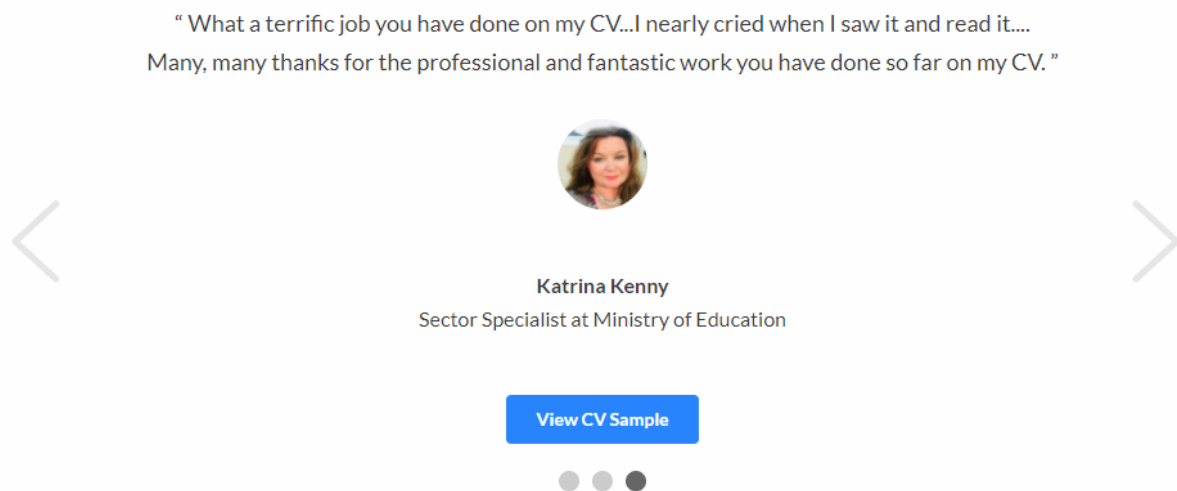 “ What a terrific job you have done on my CV...I nearly cried when I saw it and read it....
Many, many thanks for the professional and fantastic work you have done so far on my CV. ”
Katrina Kenny
Sector Specialist at Ministry of Education
View CV Sample